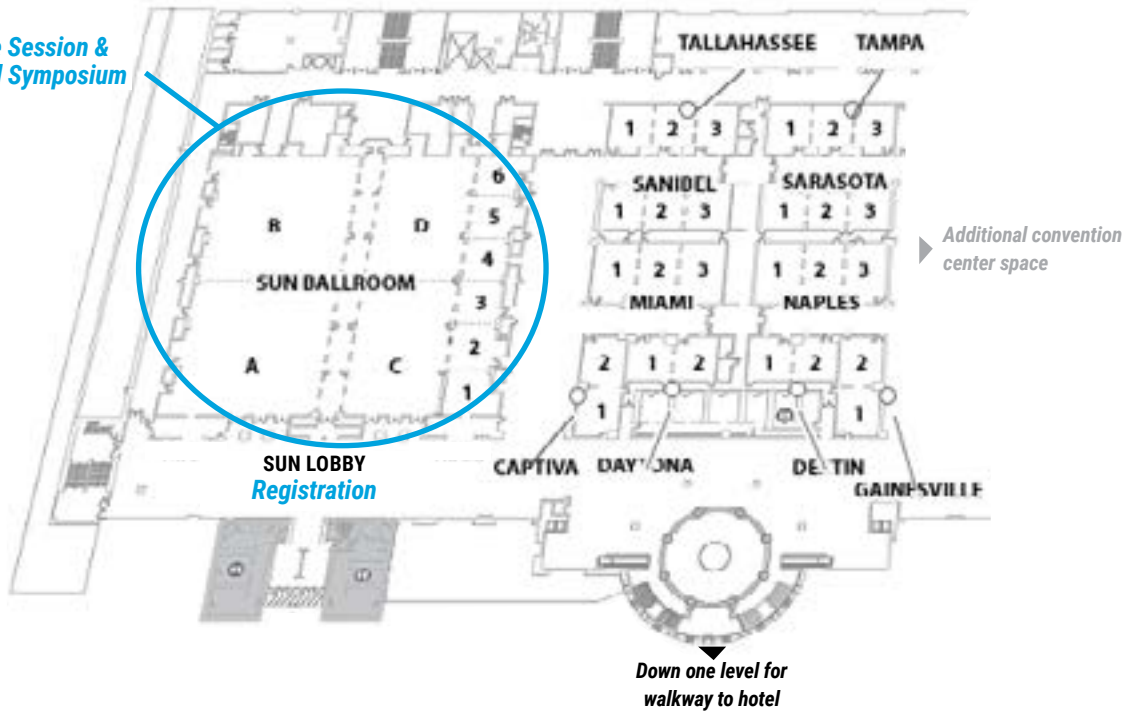 Session &
Symposium
TALLAHASSEE
TAMPA
1 2 3
1 2 3
SANIBEL
SARASOTA
1 2 3
1 2 3
1 2 3
1 2 3
MIAMI
NAPLES
6
5
4
3
2
1
B
D
SUN BALLROOM
A
C
2 1 2
1 2 2
1
1
Additional convention
center space
SUN LOBBY
Registration
CAPTIVA
DAYTONA
DESTIN
GAINESVILLE
Down one level for
walkway to hotel